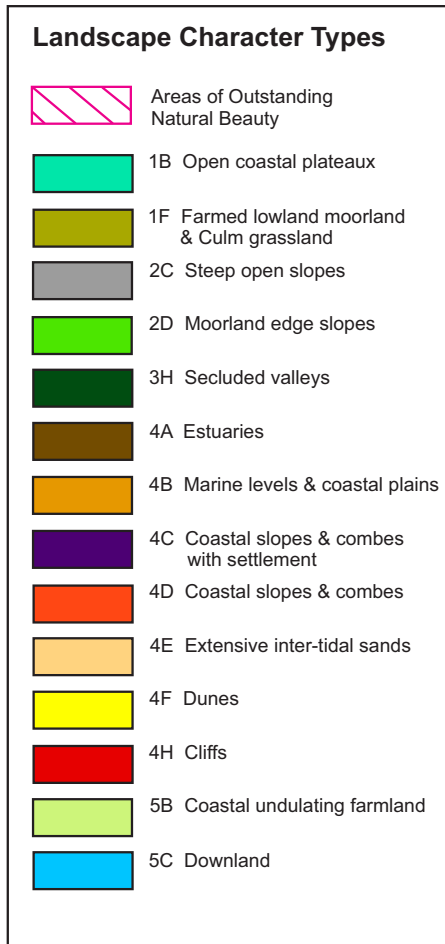 Landscape Character Types
Areas of Outstanding
Natural Beauty
1B Open coastal plateaux
1F Farmed lowland moorland
& Culm grassland
2C Steep open slopes
2D Moorland edge slopes
3H Secluded valleys
4A Estuaries
4B Marine levels & coastal plains
4C Coastal slopes & combes
with settlement
4D Coastal slopes & combes
4E Extensive inter-tidal sands
4F Dunes
4H Cliffs
5B Coastal undulating farmland
5C Downland